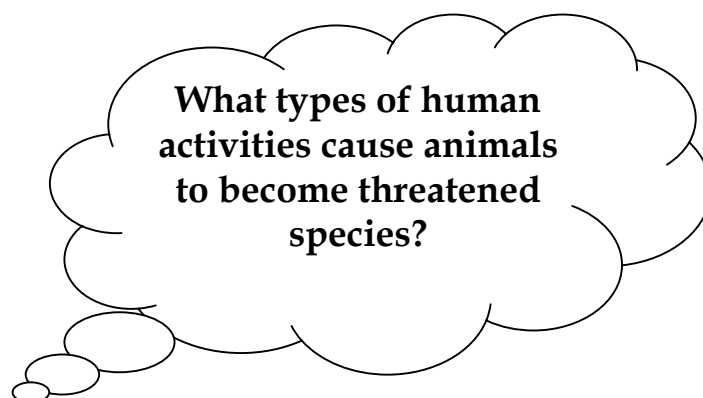 What types of human
activities cause animals
to become threatened
species?